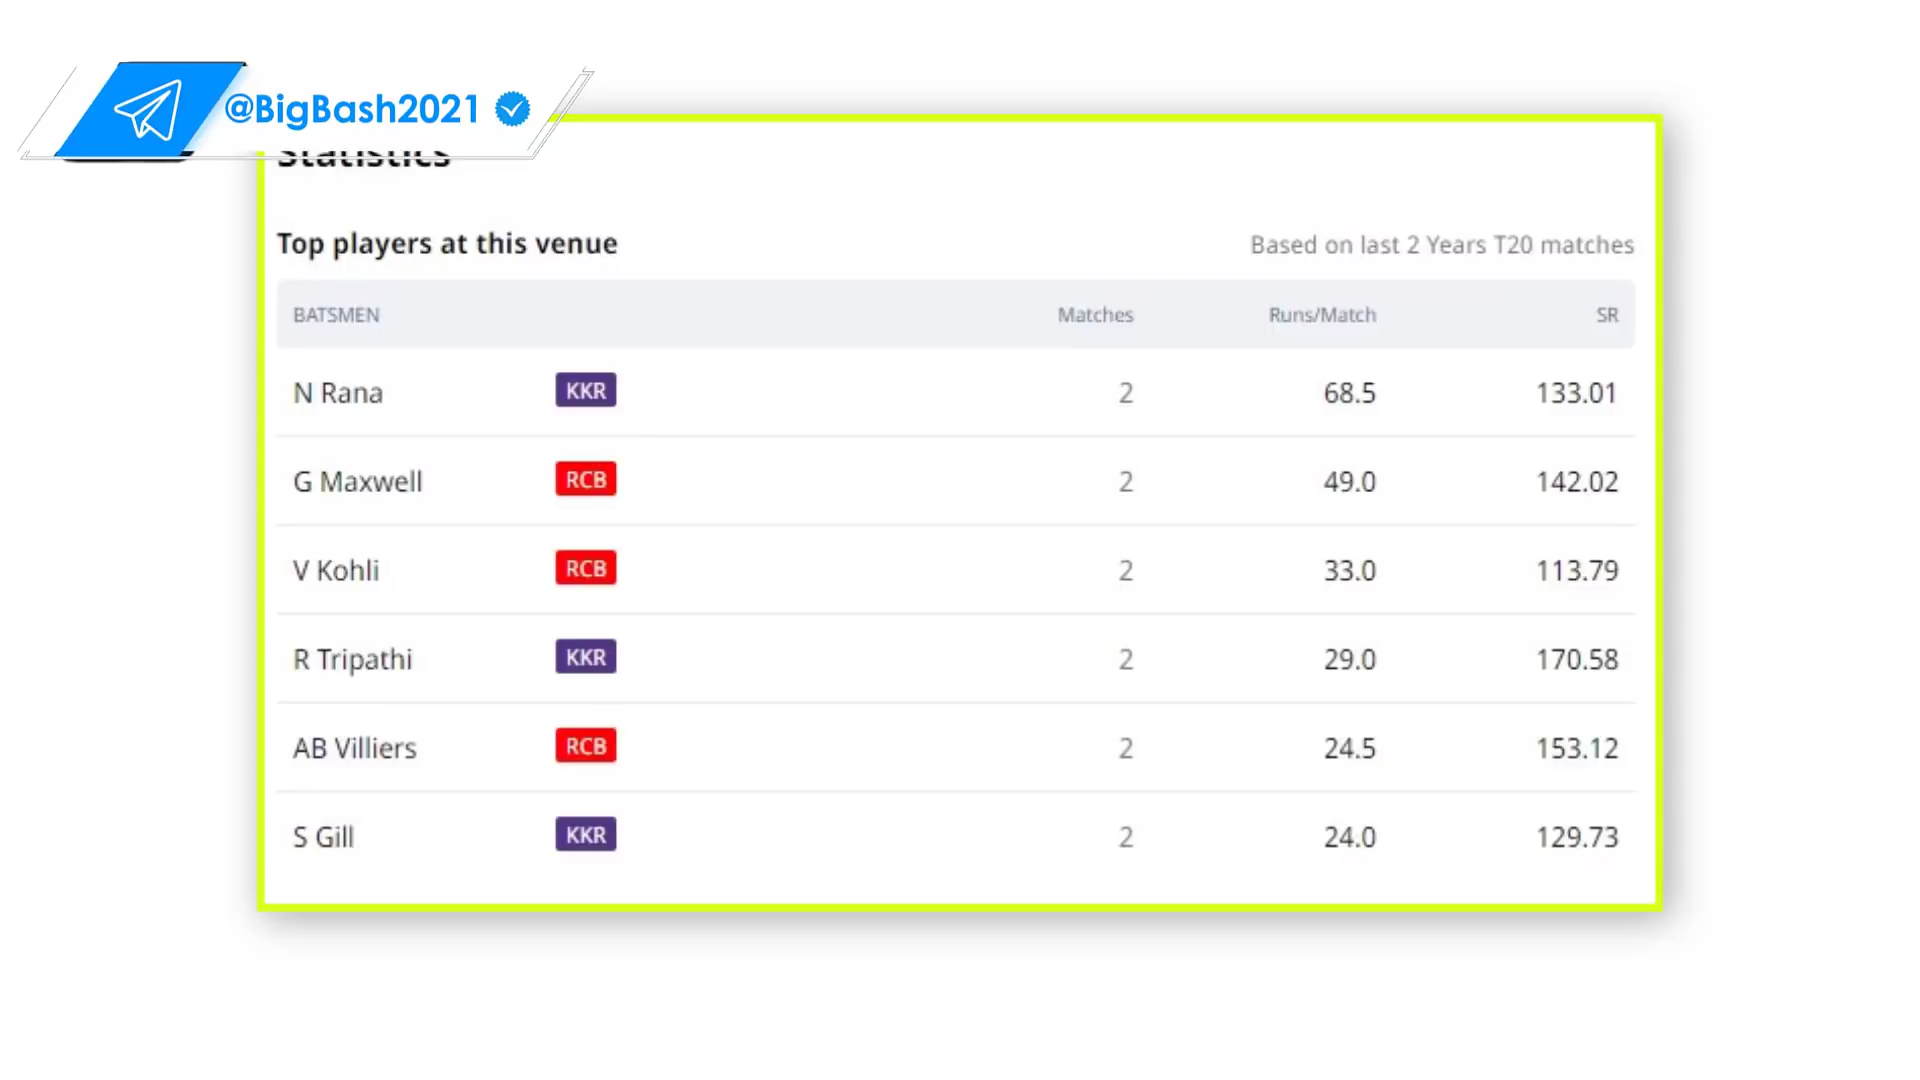 @BigBash2021
Statistics
Top players at this venue
Based on last 2 Years T20 matches
BATSMEN Matches Runs/Match SR
N Rana KKR 2 68.5 133.01
G Maxwell RCB 2 49.0 142.02
V Kohli RCB 2 33.0 113.79
R Tripathi KKR 2 29.0 170.58
AB Villiers RCB 2 24.5 153.12
S Gill KKR 2 24.0 129.73